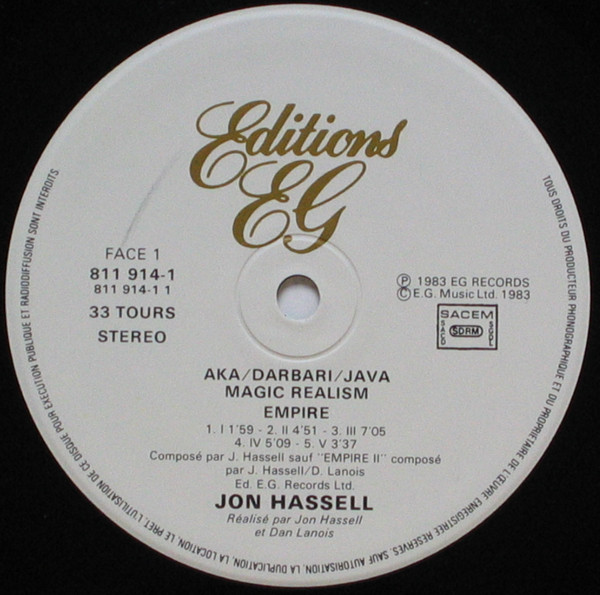 Editions
E.G
FACE 1
811 914-1
811 914-1 1
33 TOURS
STEREO
Ⓟ 1983 EG RECORDS
© E.G. Music Ltd. 1983
SACEM
SACD
SDRM
SGDL
AKA/DARBARI/JAVA
MAGIC REALISM
EMPIRE
1. I 1'59 - 2. II 4'51 - 3. III 7'05
4. IV 5'09 - 5. V 3'37
Composé par J. Hassell sauf "EMPIRE II" composé
par J. Hassell/D. Lanois
Ed. E.G. Records Ltd.
JON HASSELL
Réalisé par Jon Hassell
et Dan Lanois
TOUS DROITS DU PRODUCTEUR PHONOGRAPHIQUE ET DU PROPRIETAIRE DE L'ŒUVRE ENREGISTREE RESERVES. SAUF AUTORISATION, LA DUPLICATION, LA LOCATION, LE PRET, L'UTILISATION DE CE DISQUE POUR EXECUTION PUBLIQUE ET RADIODIFFUSION SONT INTERDITS